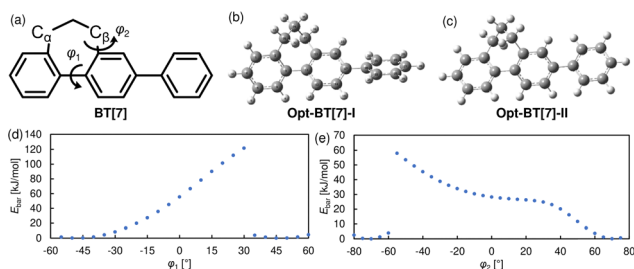 (a)
Cα
Cβ
φ2
φ1
BT[7]
(b)
Opt-BT[7]-I
(c)
Opt-BT[7]-II
(d)
140
120
100
80
60
40
20
0
Ebar [kJ/mol]
-60 -45 -30 -15 0 15 30 45 60
φ1 [°]
(e)
70
60
50
40
30
20
10
0
Ebar [kJ/mol]
-80 -60 -40 -20 0 20 40 60 80
φ2 [°]